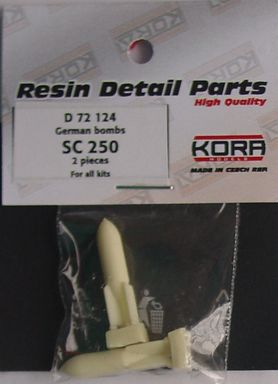 Resin Detail Parts
High Quality
D 72 124
German bombs
SC 250
2 pieces
For all kits
KORA
MODELS
MADE IN CZECH REP.